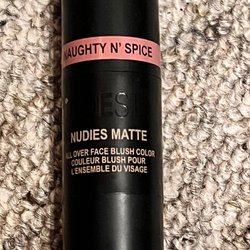 NAUGHTY N' SPICE
NUDIES MATTE
ALL OVER FACE BLUSH COLOR
COULEUR BLUSH POUR
L'ENSEMBLE DU VISAGE